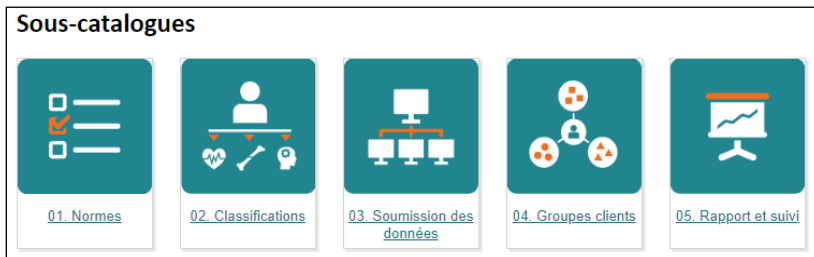 Sous-catalogues
01. Normes
02. Classifications
03. Soumission des
données
04. Groupes clients
05. Rapport et suivi